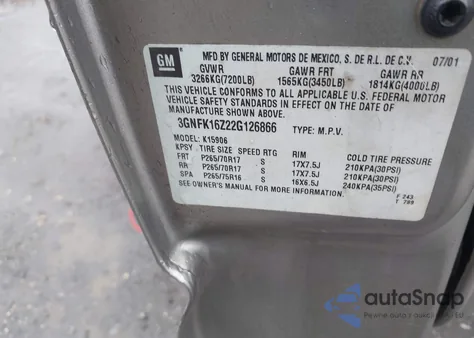 GM
MFD BY GENERAL MOTORS DE MEXICO, S. DE R.L. DE C.V. 07/01
GVWR GAWR FRT GAWR RR
3266KG(7200LB) 1565KG(3450LB) 1814KG(4000LB)
THIS VEHICLE CONFORMS TO ALL APPLICABLE U.S. FEDERAL MOTOR
VEHICLE SAFETY STANDARDS IN EFFECT ON THE DATE OF
MANUFACTURE SHOWN ABOVE.
3GNFK16Z22G126866 TYPE: M.P.V.
MODEL: K15906
KPSY TIRE SIZE SPEED RTG RIM COLD TIRE PRESSURE
FRT P265/70R17 S 17X7.5J 210KPA(30PSI)
RR P265/70R17 S 17X7.5J 210KPA(30PSI)
SPA P265/75R16 S 16X6.5J 240KPA(35PSI)
SEE OWNER'S MANUAL FOR MORE INFORMATION.
F 243
T 789
autaSnap